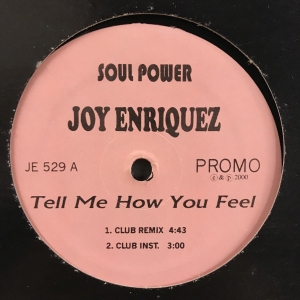 SOUL POWER
JOY ENRIQUEZ
JE 529 A
PROMO
ⓒ & ⓟ 2000
Tell Me How You Feel
1. CLUB REMIX 4:43
2. CLUB INST. 3:00